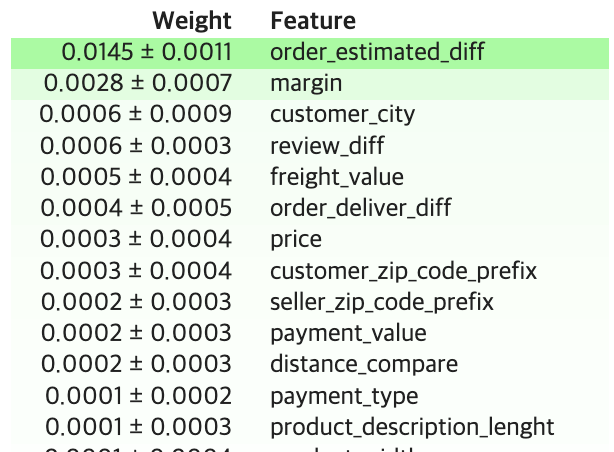 Weight Feature
0.0145 ± 0.0011 order_estimated_diff
0.0028 ± 0.0007 margin
0.0006 ± 0.0009 customer_city
0.0006 ± 0.0003 review_diff
0.0005 ± 0.0004 freight_value
0.0004 ± 0.0005 order_deliver_diff
0.0003 ± 0.0004 price
0.0003 ± 0.0004 customer_zip_code_prefix
0.0002 ± 0.0003 seller_zip_code_prefix
0.0002 ± 0.0003 payment_value
0.0002 ± 0.0003 distance_compare
0.0001 ± 0.0002 payment_type
0.0001 ± 0.0003 product_description_lenght